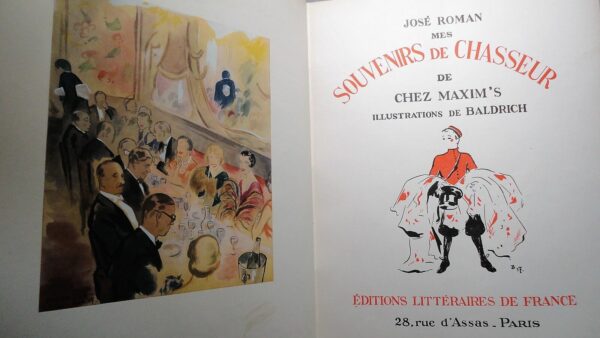 JOSÉ ROMAN
MES
SOUVENIRS DE CHASSEUR
DE
CHEZ MAXIM'S
ILLUSTRATIONS DE BALDRICH
ÉDITIONS LITTÉRAIRES DE FRANCE
28, rue d'Assas - PARIS